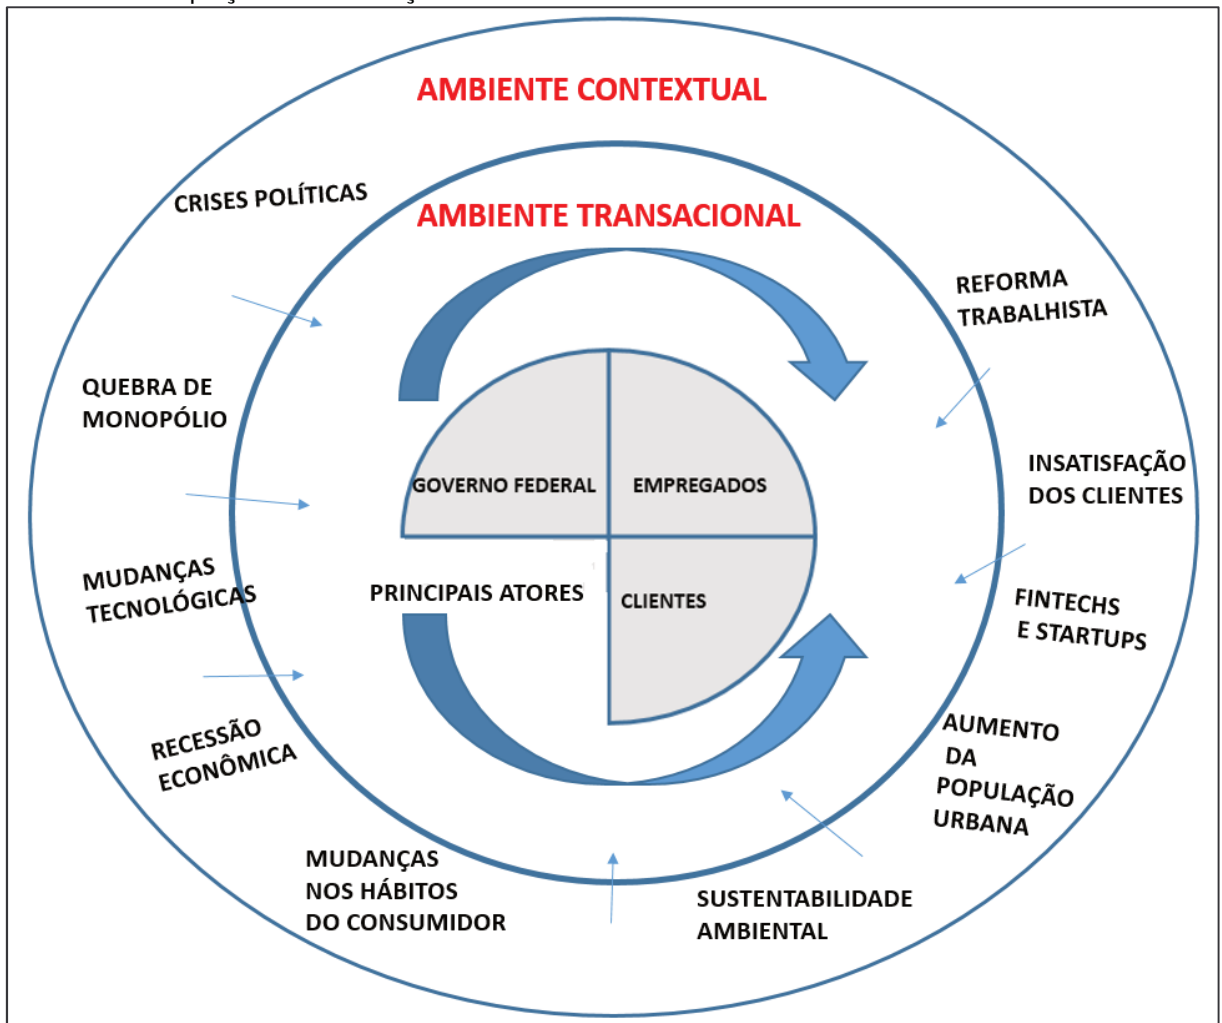 AMBIENTE CONTEXTUAL
CRISES POLÍTICAS
AMBIENTE TRANSACIONAL
REFORMA
TRABALHISTA
QUEBRA DE
MONOPÓLIO
INSATISFAÇÃO
DOS CLIENTES
GOVERNO FEDERAL
EMPREGADOS
MUDANÇAS
TECNOLÓGICAS
PRINCIPAIS ATORES
CLIENTES
FINTECHS
E STARTUPS
RECESSÃO
ECONÔMICA
AUMENTO
DA
POPULAÇÃO
URBANA
MUDANÇAS
NOS HÁBITOS
DO CONSUMIDOR
SUSTENTABILIDADE
AMBIENTAL